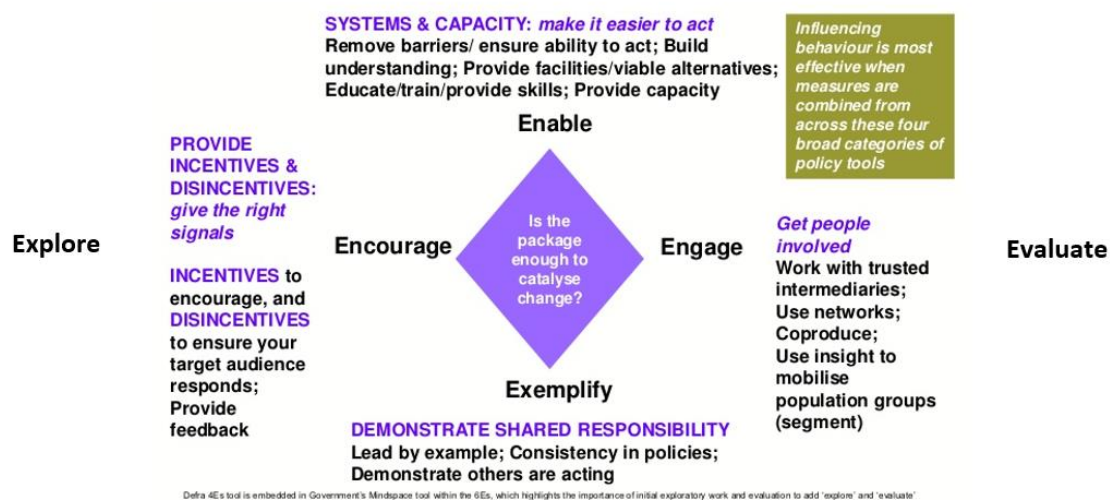 SYSTEMS & CAPACITY: make it easier to act
Remove barriers/ ensure ability to act; Build
understanding; Provide facilities/viable alternatives;
Educate/train/provide skills; Provide capacity
Influencing
behaviour is most
effective when
measures are
combined from
across these four
broad categories of
policy tools
Enable
PROVIDE
INCENTIVES &
DISINCENTIVES:
give the right
signals
INCENTIVES to
encourage, and
DISINCENTIVES
to ensure your
target audience
responds;
Provide
feedback
Explore
Encourage
Is the
package
enough to
catalyse
change?
Engage
Get people
involved
Work with trusted
intermediaries;
Use networks;
Coproduce;
Use insight to
mobilise
population groups
(segment)
Evaluate
Exemplify
DEMONSTRATE SHARED RESPONSIBILITY
Lead by example; Consistency in policies;
Demonstrate others are acting
Defra 4Es tool is embedded in Government's Mindspace tool within the 6Es, which highlights the importance of initial exploratory work and evaluation to add 'explore' and 'evaluate'